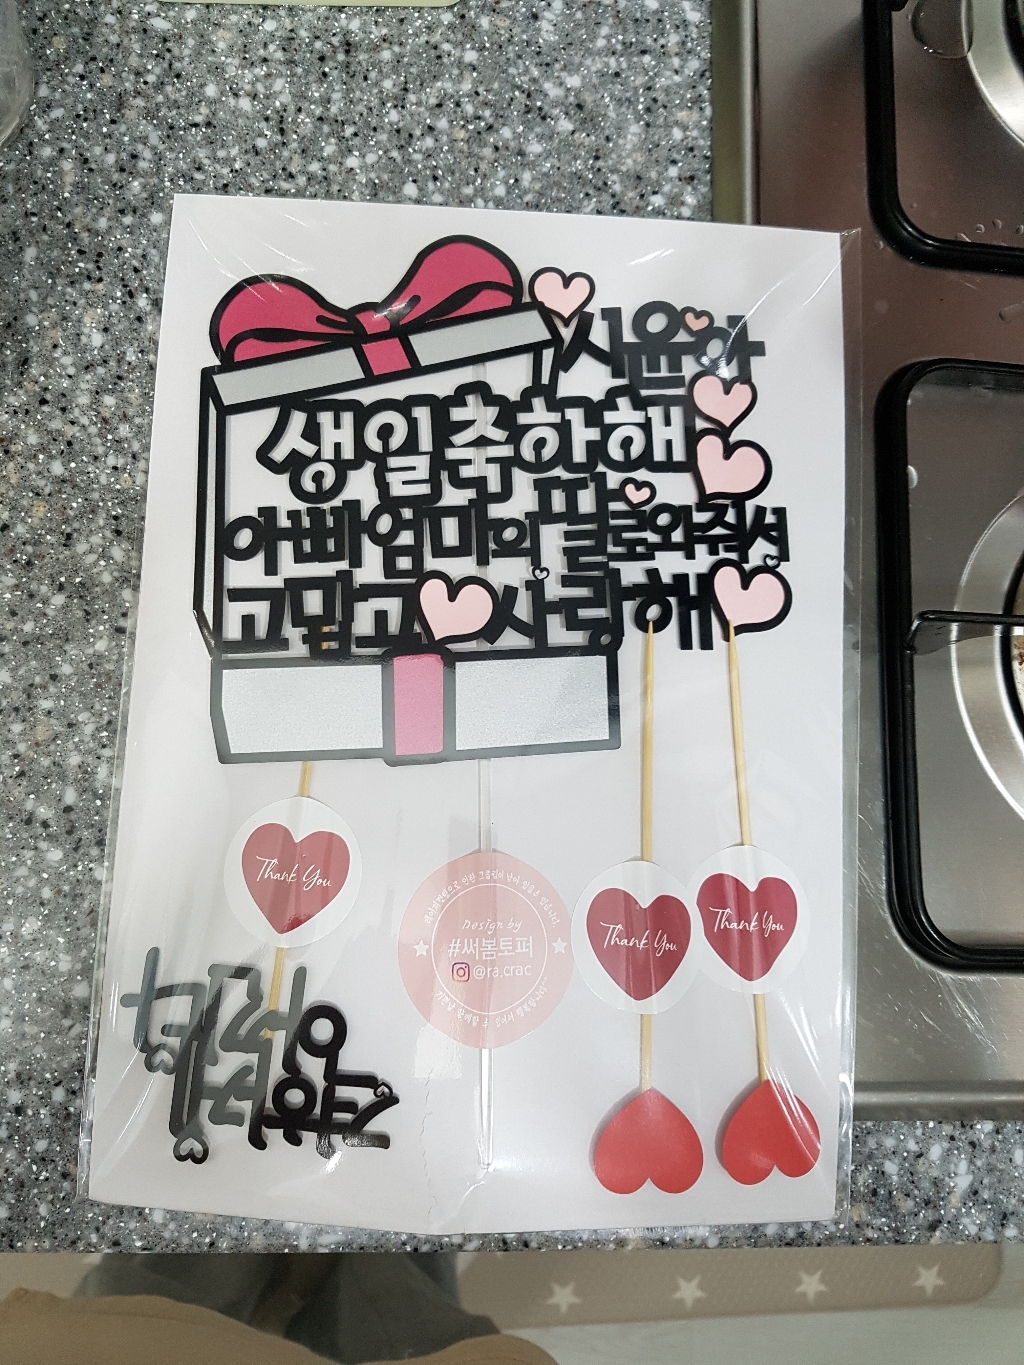 시윤아
생일축하해
아빠엄마의 딸로와줘서
고맙고 사랑해
Thank You
Design by
#써봄토퍼
@ra.crac
Thank You
Thank You